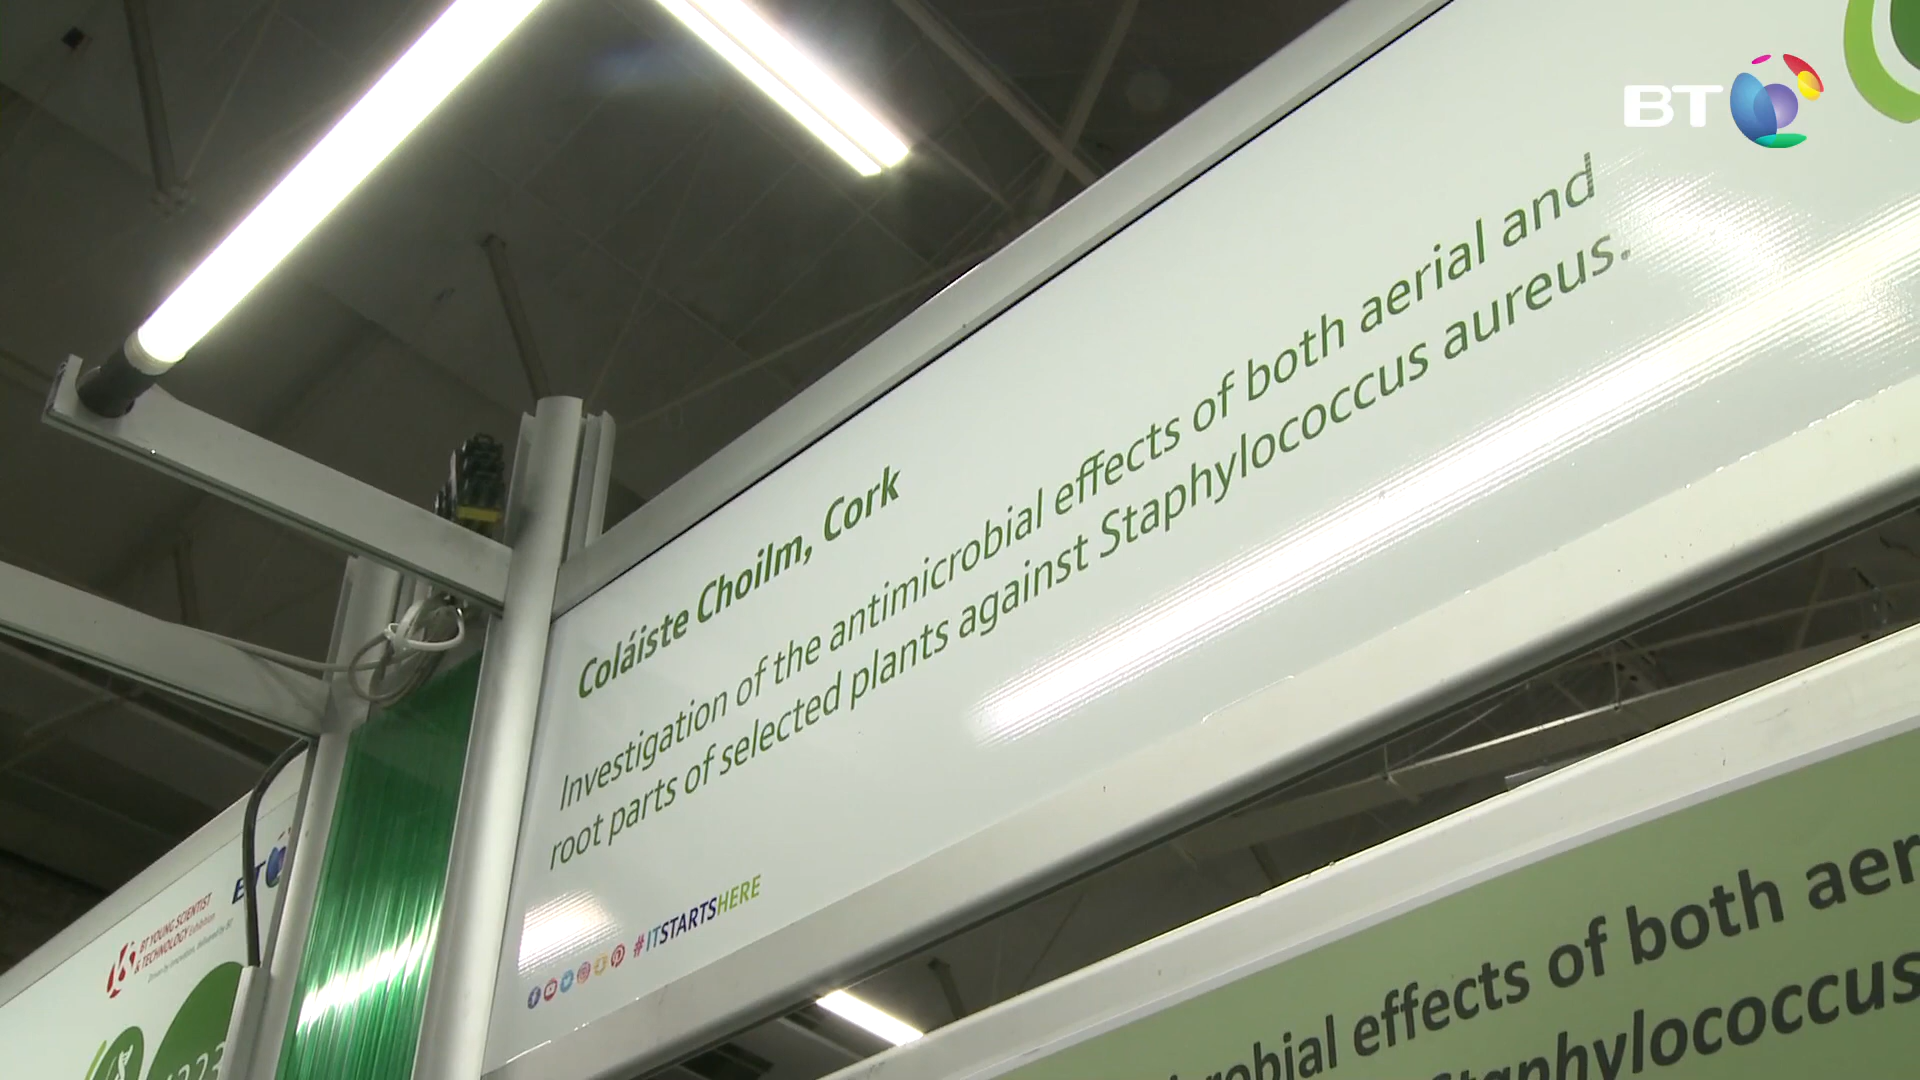 BT
Coláiste Choilm, Cork
Investigation of the antimicrobial effects of both aerial and
root parts of selected plants against Staphylococcus aureus.
#ITSTARTSHERE
BT
BT YOUNG SCIENTIST
& TECHNOLOGY Exhibition
effects of both aer
Staphylococcus